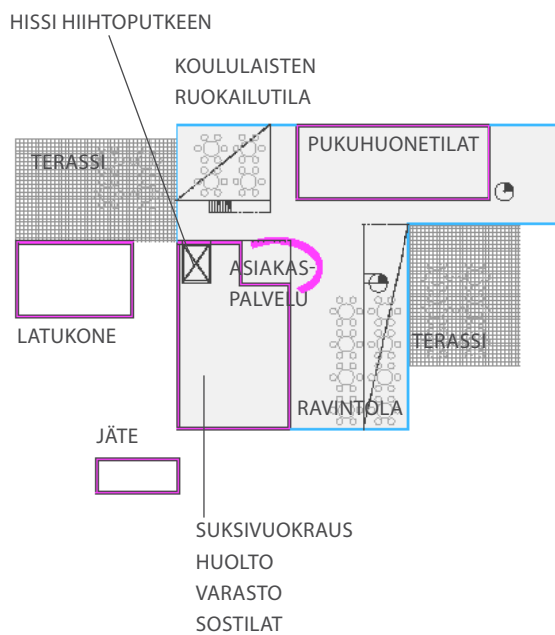 HISSI HIIHTOPUTKEEN
KOULULAISTEN
RUOKAILUTILA
PUKUHUONETILAT
TERASSI
ASIAKAS-
PALVELU
LATUKONE
TERASSI
RAVINTOLA
JÄTE
SUKSIVUOKRAUS
HUOLTO
VARASTO
SOSTILAT